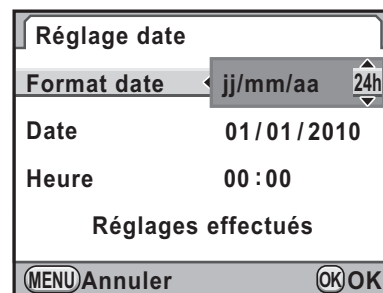 Réglage date
Format date jj/mm/aa 24h
Date 01/01/2010
Heure 00:00
Réglages effectués
MENU Annuler OK OK